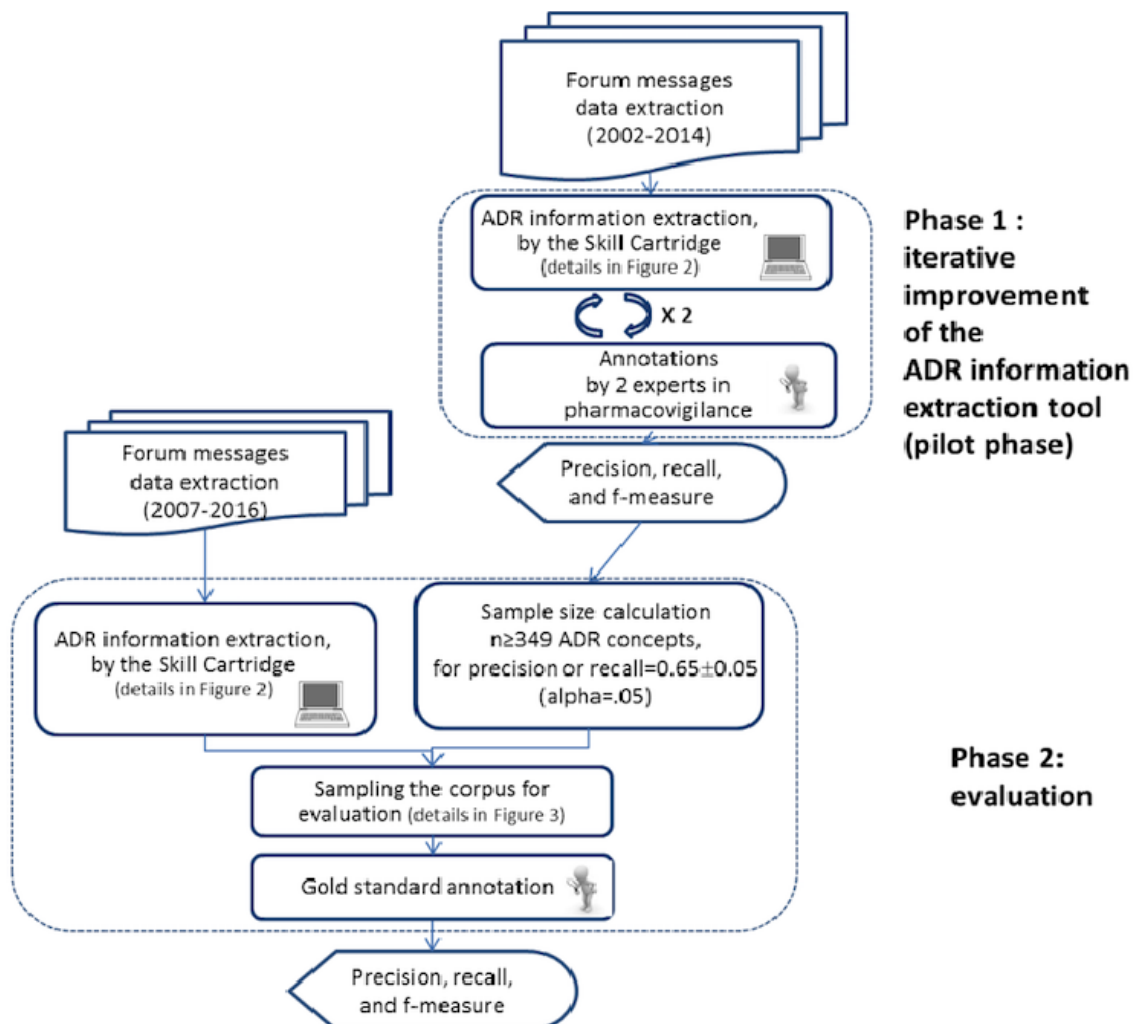 Forum messages
data extraction
(2002-2014)
ADR information extraction,
by the Skill Cartridge
(details in Figure 2)
X 2
Annotations
by 2 experts in
pharmacovigilance
Phase 1 :
iterative
improvement
of the
ADR information
extraction tool
(pilot phase)
Precision, recall,
and f-measure
Forum messages
data extraction
(2007-2016)
ADR information extraction,
by the Skill Cartridge
(details in Figure 2)
Sample size calculation
n≥349 ADR concepts,
for precision or recall=0.65±0.05
(alpha=.05)
Sampling the corpus for
evaluation (details in Figure 3)
Gold standard annotation
Phase 2:
evaluation
Precision, recall,
and f-measure